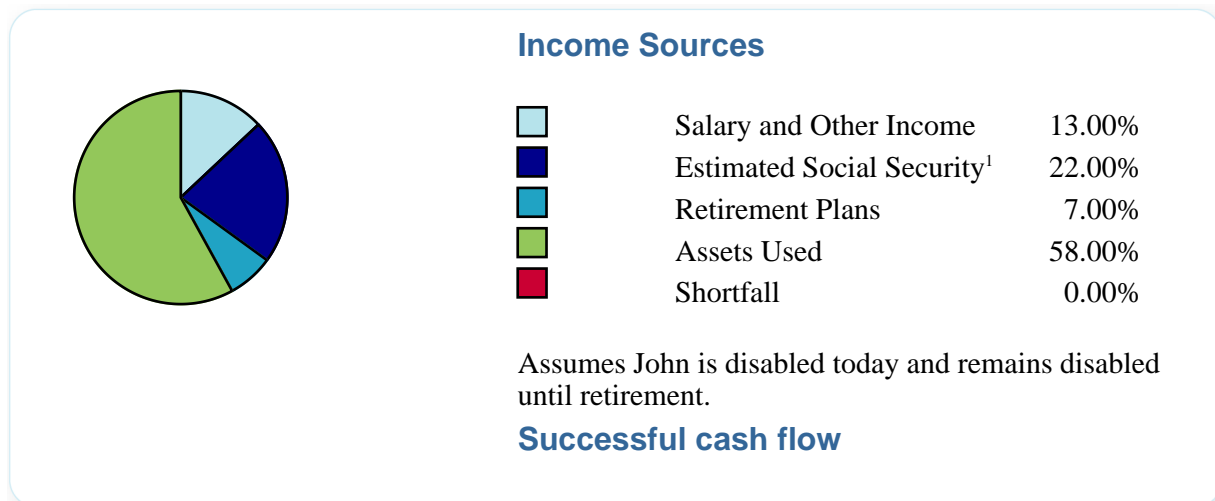 Income Sources
Salary and Other Income 13.00%
Estimated Social Security¹ 22.00%
Retirement Plans 7.00%
Assets Used 58.00%
Shortfall 0.00%
Assumes John is disabled today and remains disabled
until retirement.
Successful cash flow